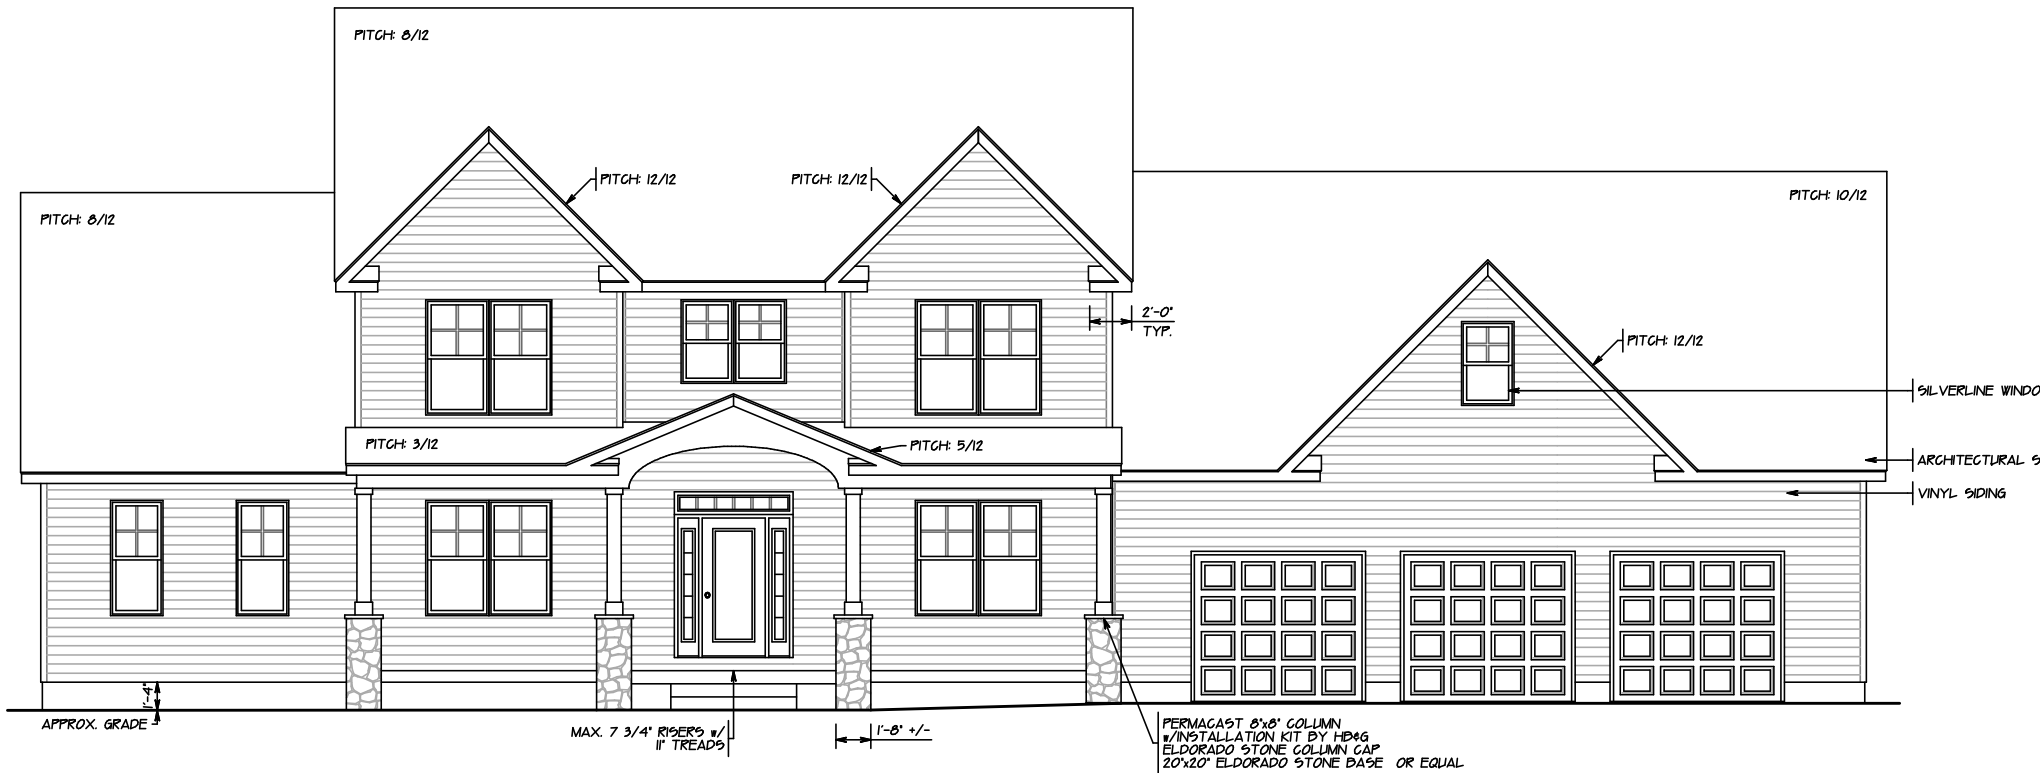 PITCH: 8/12
PITCH: 12/12
PITCH: 12/12
PITCH: 10/12
PITCH: 8/12
2'-0"
TYP.
PITCH: 12/12
SILVERLINE WINDO
PITCH: 3/12
PITCH: 5/12
ARCHITECTURAL S
VINYL SIDING
1'-4"
APPROX. GRADE
MAX. 7 3/4" RISERS w/
11" TREADS
1'-8" +/-
PERMACAST 8"x8" COLUMN
w/INSTALLATION KIT BY HB&G
ELDORADO STONE COLUMN CAP
20"x20" ELDORADO STONE BASE OR EQUAL